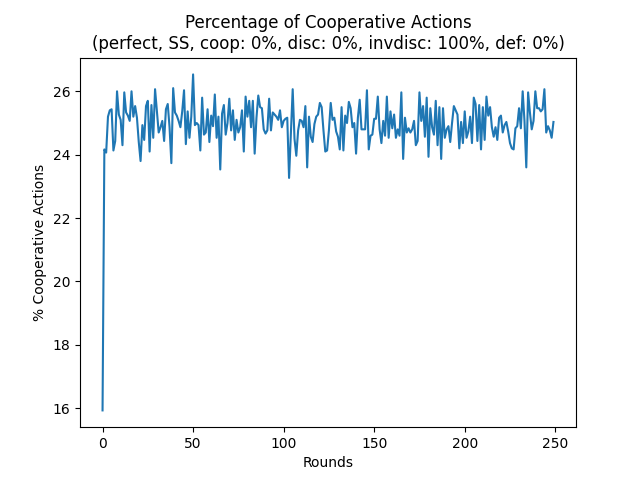 Percentage of Cooperative Actions
(perfect, SS, coop: 0%, disc: 0%, invdisc: 100%, def: 0%)
26
24
22
20
18
16
% Cooperative Actions
0 50 100 150 200 250
Rounds